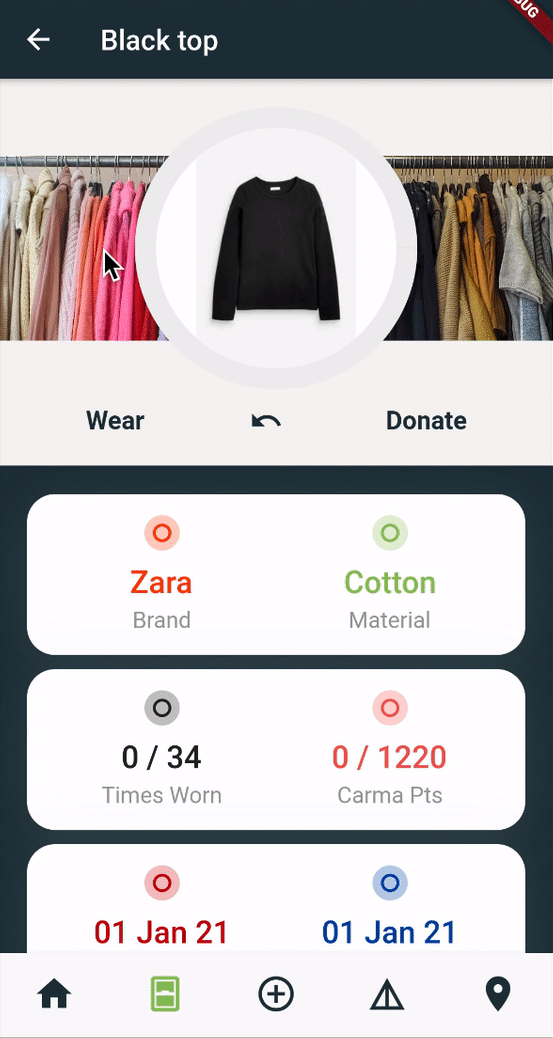 Black top
Wear
Donate
Zara
Cotton
Brand
Material
0 / 34
0 / 1220
Times Worn
Carma Pts
01 Jan 21
01 Jan 21